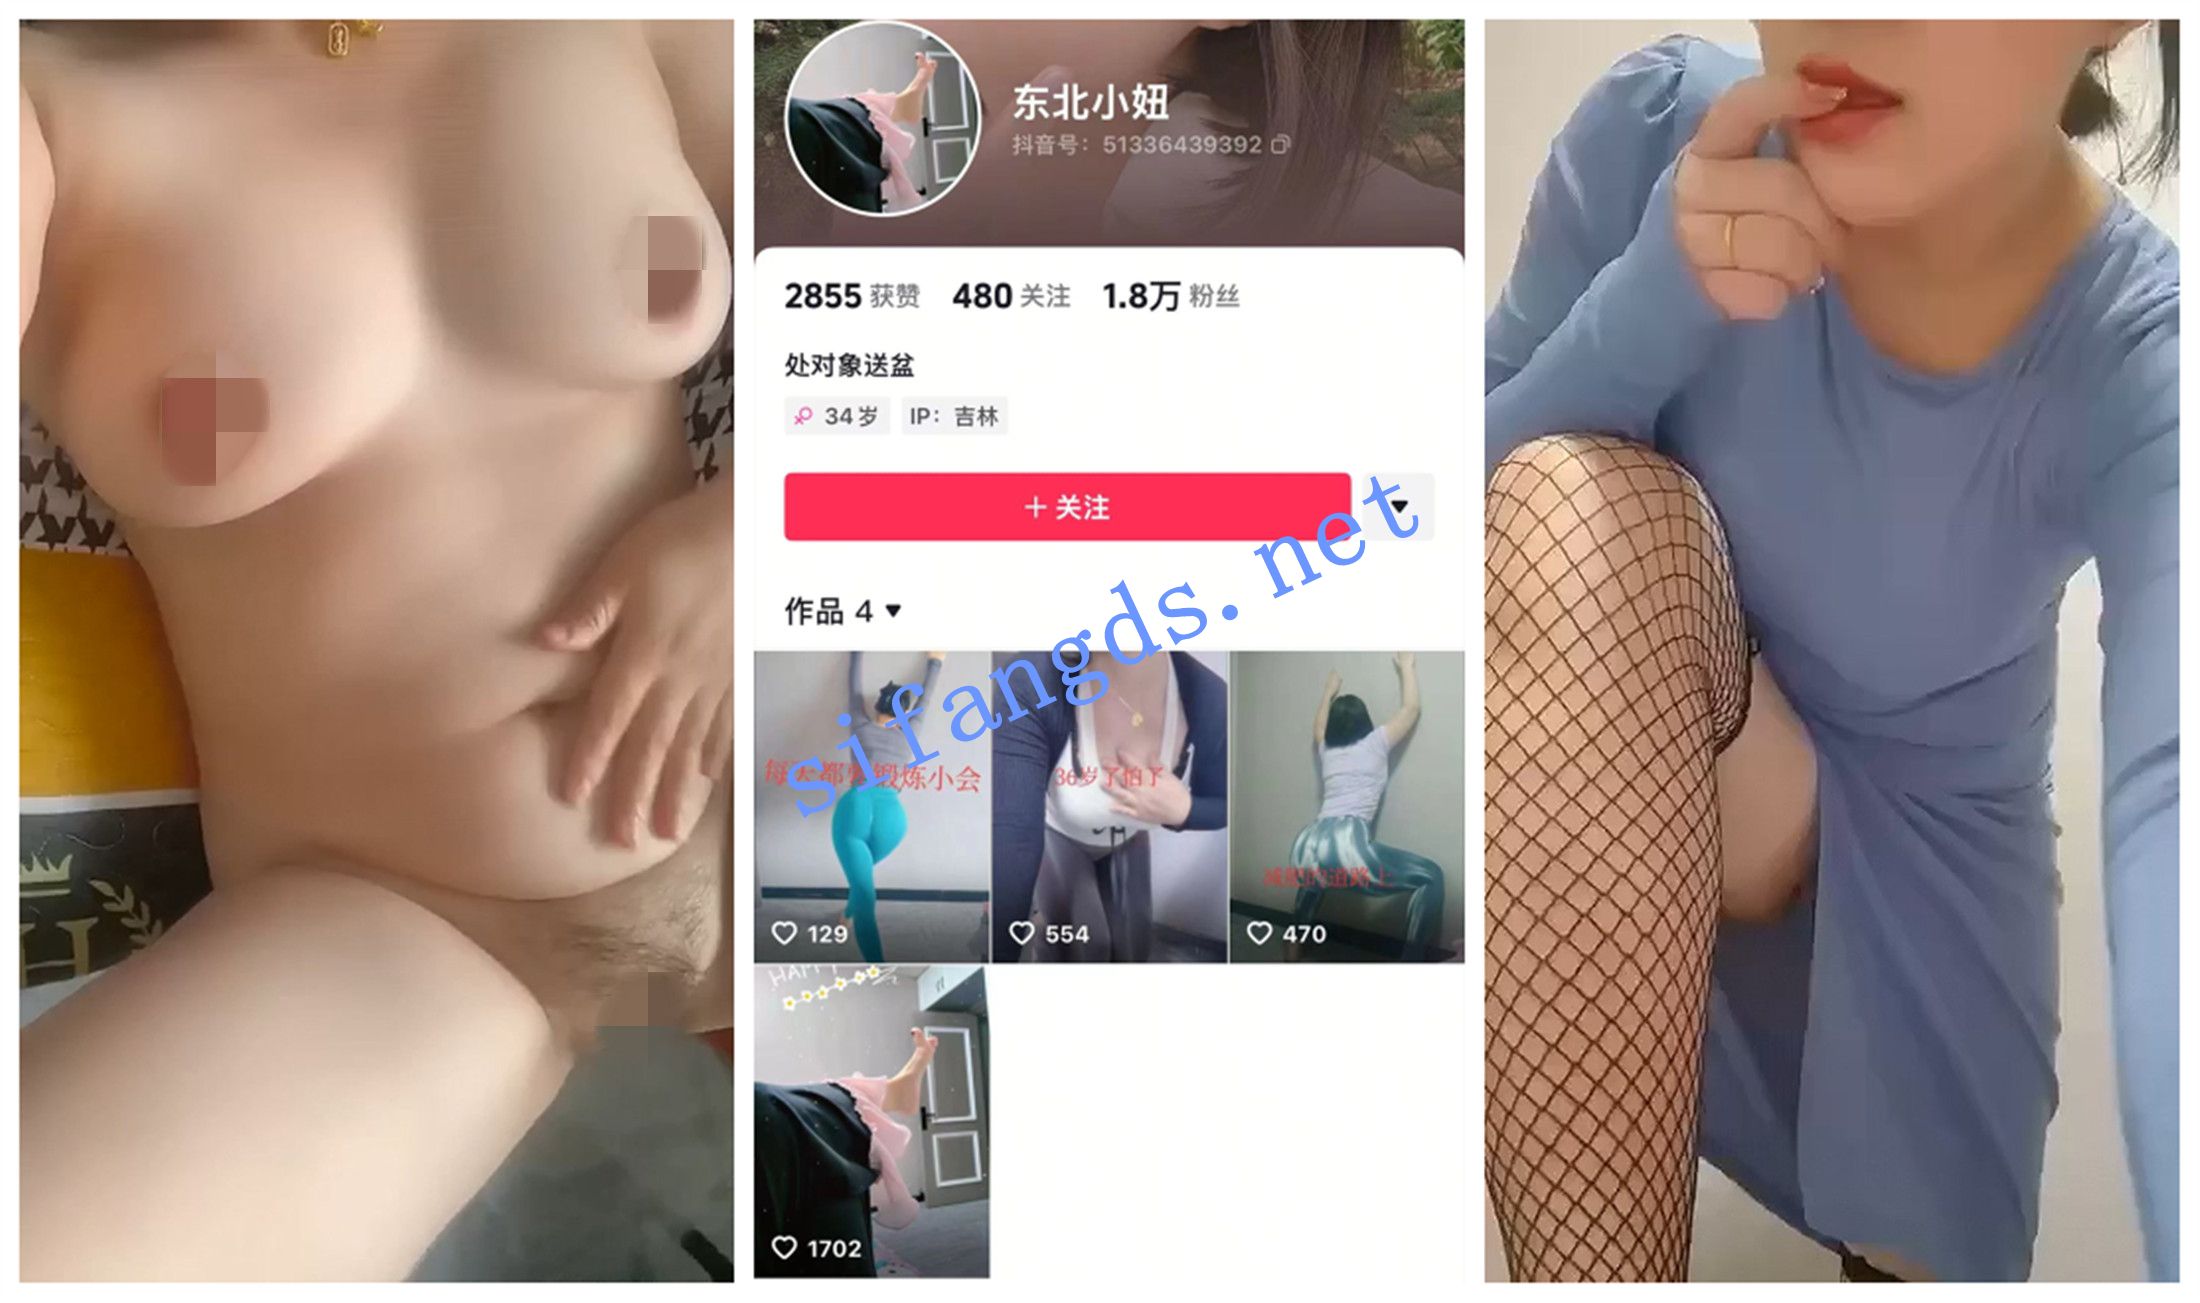 东北小妞
抖音号：51336439392
2855 获赞 480 关注 1.8万 粉丝
处对象送盆
34岁 IP：吉林
+ 关注
作品 4
sifangds.net
每天都要锻炼小会
36岁了怕了
减肥的道路上
129
554
470
HAPPY
1702